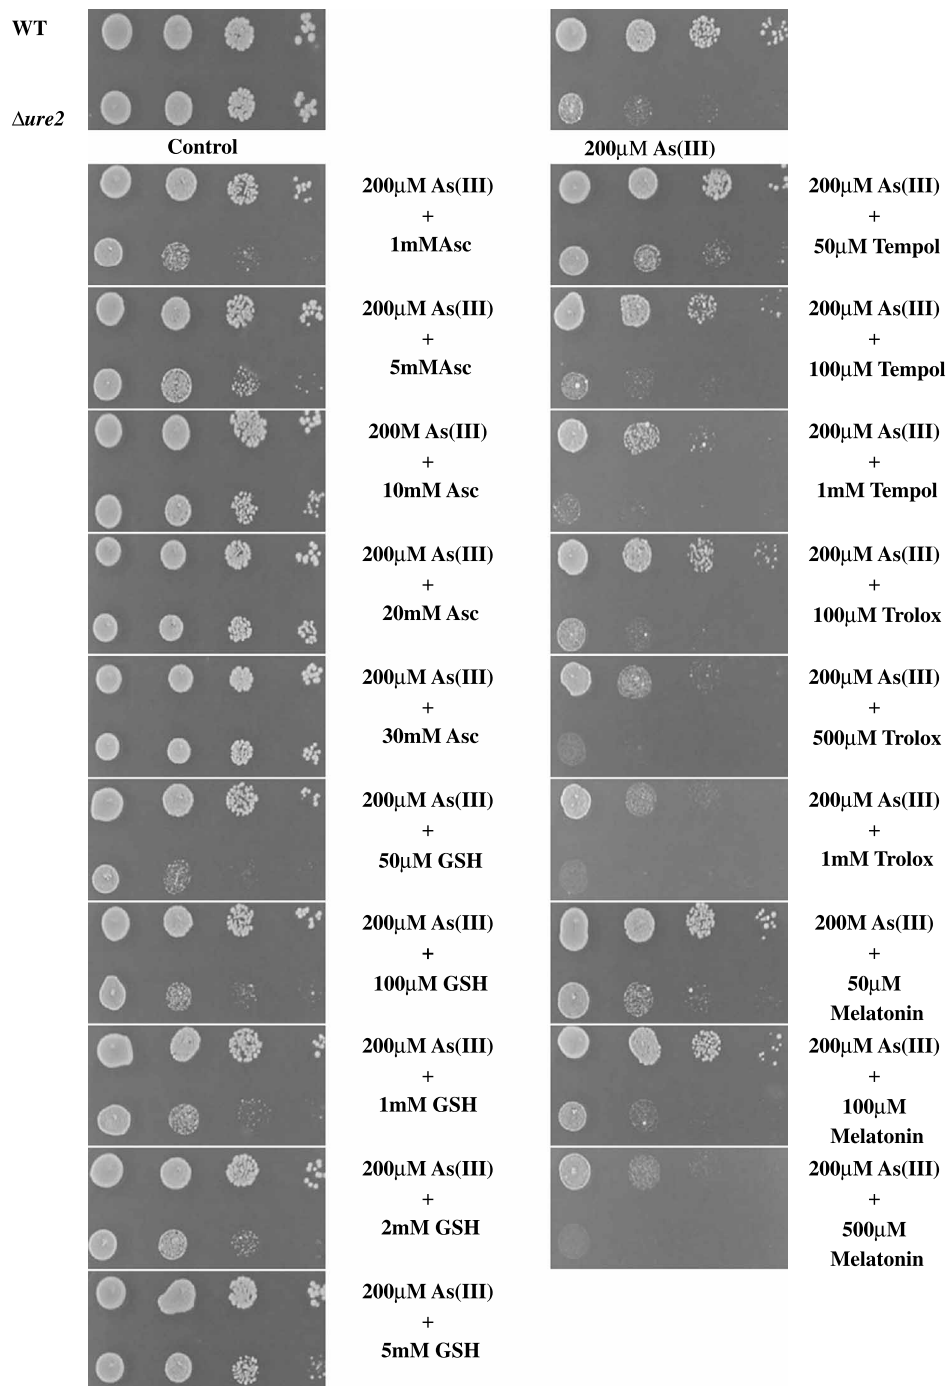 WT
Δure2
Control
200μM As(III)
200μM As(III)
+
1mMAsc
200μM As(III)
+
5mMAsc
200M As(III)
+
10mM Asc
200μM As(III)
+
20mM Asc
200μM As(III)
+
30mM Asc
200μM As(III)
+
50μM GSH
200μM As(III)
+
100μM GSH
200μM As(III)
+
1mM GSH
200μM As(III)
+
2mM GSH
200μM As(III)
+
5mM GSH
200μM As(III)
+
50μM Tempol
200μM As(III)
+
100μM Tempol
200μM As(III)
+
1mM Tempol
200μM As(III)
+
100μM Trolox
200μM As(III)
+
500μM Trolox
200μM As(III)
+
1mM Trolox
200M As(III)
+
50μM
Melatonin
200μM As(III)
+
100μM
Melatonin
200μM As(III)
+
500μM
Melatonin